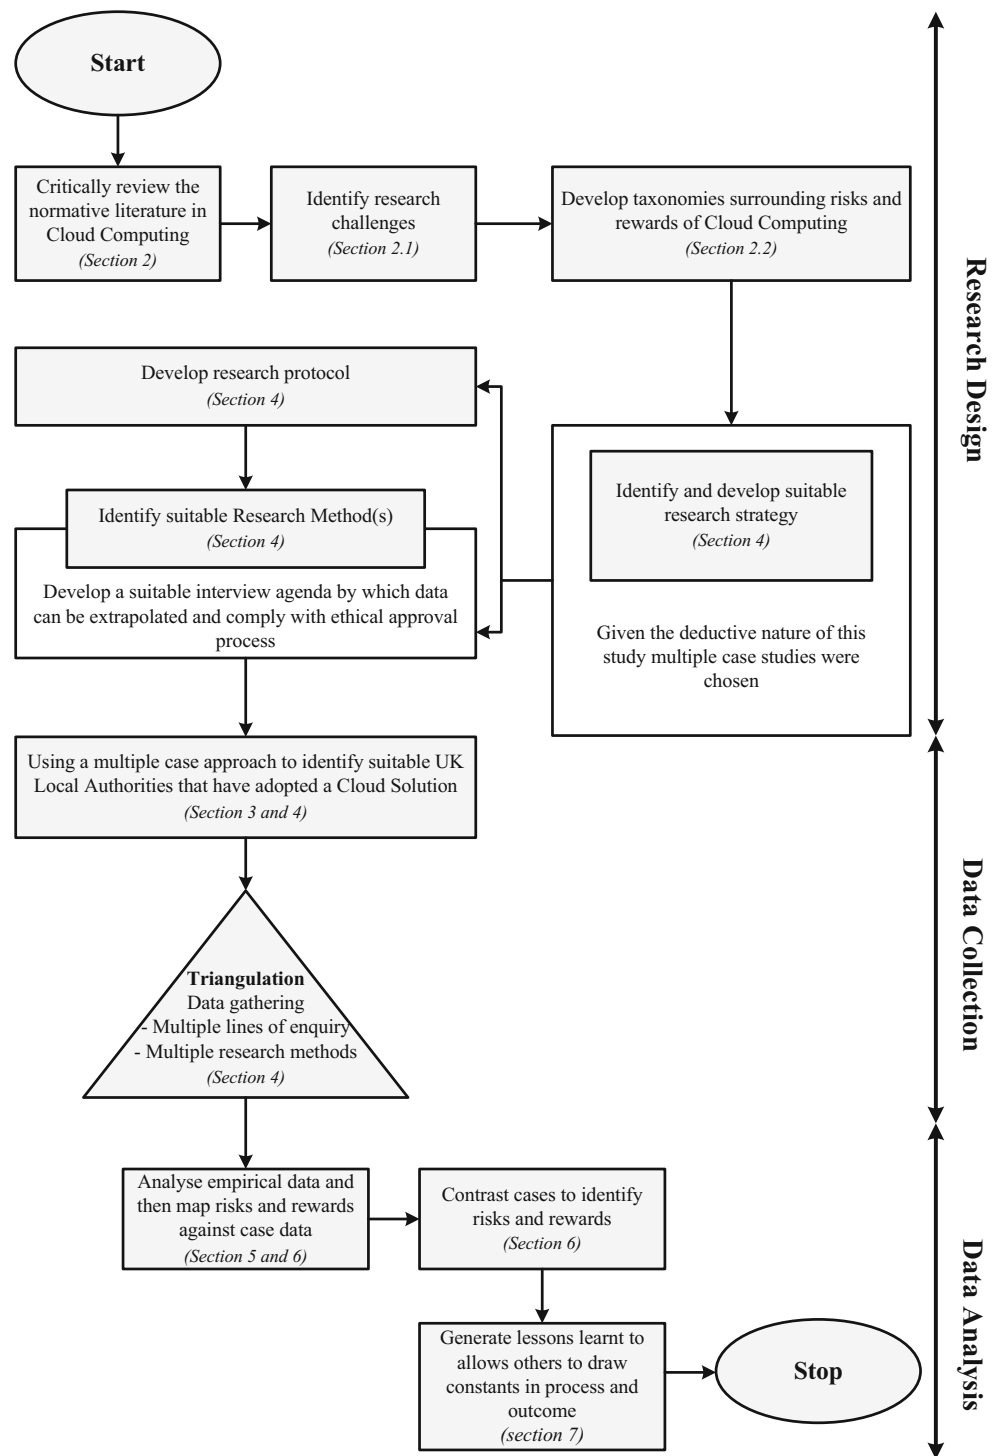 Start
Critically review the
normative literature in
Cloud Computing
(Section 2)
Identify research
challenges
(Section 2.1)
Develop taxonomies surrounding risks and
rewards of Cloud Computing
(Section 2.2)
Research Design
Develop research protocol
(Section 4)
Identify suitable Research Method(s)
(Section 4)
Develop a suitable interview agenda by which data
can be extrapolated and comply with ethical approval
process
Identify and develop suitable
research strategy
(Section 4)
Given the deductive nature of this
study multiple case studies were
chosen
Using a multiple case approach to identify suitable UK
Local Authorities that have adopted a Cloud Solution
(Section 3 and 4)
Data Collection
Triangulation
Data gathering
- Multiple lines of enquiry
- Multiple research methods
(Section 4)
Analyse empirical data and
then map risks and rewards
against case data
(Section 5 and 6)
Contrast cases to identify
risks and rewards
(Section 6)
Data Analysis
Generate lessons learnt to
allows others to draw
constants in process and
outcome
(section 7)
Stop